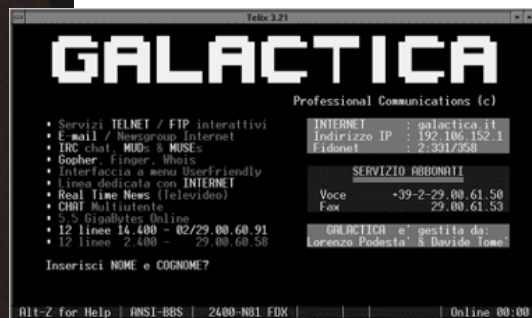 Telix 3.21
GALACTICA
Professional Communications (c)
* Servizi TELNET / FTP interattivi
* E-mail / Newsgroup Internet
* IRC chat, MUDs & MUSEs
* Gopher, Finger, Whois
* Interfaccia a menu UserFriendly
* Linea dedicata con INTERNET
* Real Time News (Televideo)
* CHAT Multiutente
* 5.5 GigaBytes Online
* 12 linee 14.400 - 02/29.00.60.91
* 12 linee 2.400 - 29.00.60.58
INTERNET : galactica.it
Indirizzo IP : 192.106.152.1
Fidonet : 2:331/358
SERVIZIO ABBONATI
Voce +39-2-29.00.61.50
Fax 29.00.61.53
GALACTICA e' gestita da:
Lorenzo Podesta' & Davide Tome'
Inserisci NOME e COGNOME?
Alt-Z for Help | ANSI-BBS | 2400-N81 FDX | | | | Online 00:00